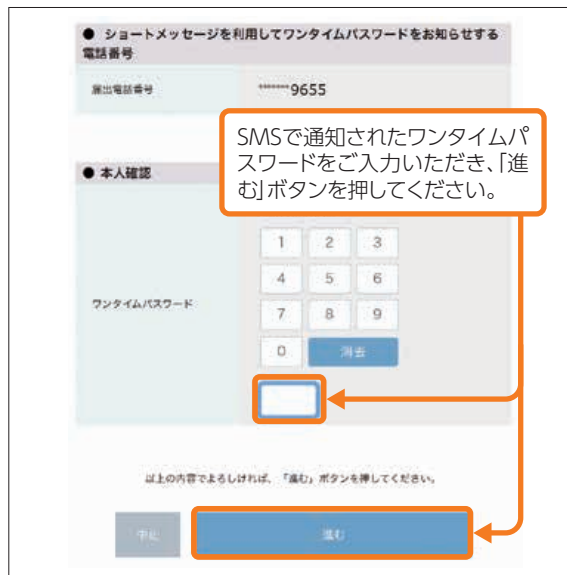 ● ショートメッセージを利用してワンタイムパスワードをお知らせする
電話番号
届出電話番号
*******9655
SMSで通知されたワンタイムパ
スワードをご入力いただき、「進
む」ボタンを押してください。
● 本人確認
1 2 3
4 5 6
ワンタイムパスワード
7 8 9
0 消去
以上の内容でよろしければ、「進む」ボタンを押してください。
中止 進む